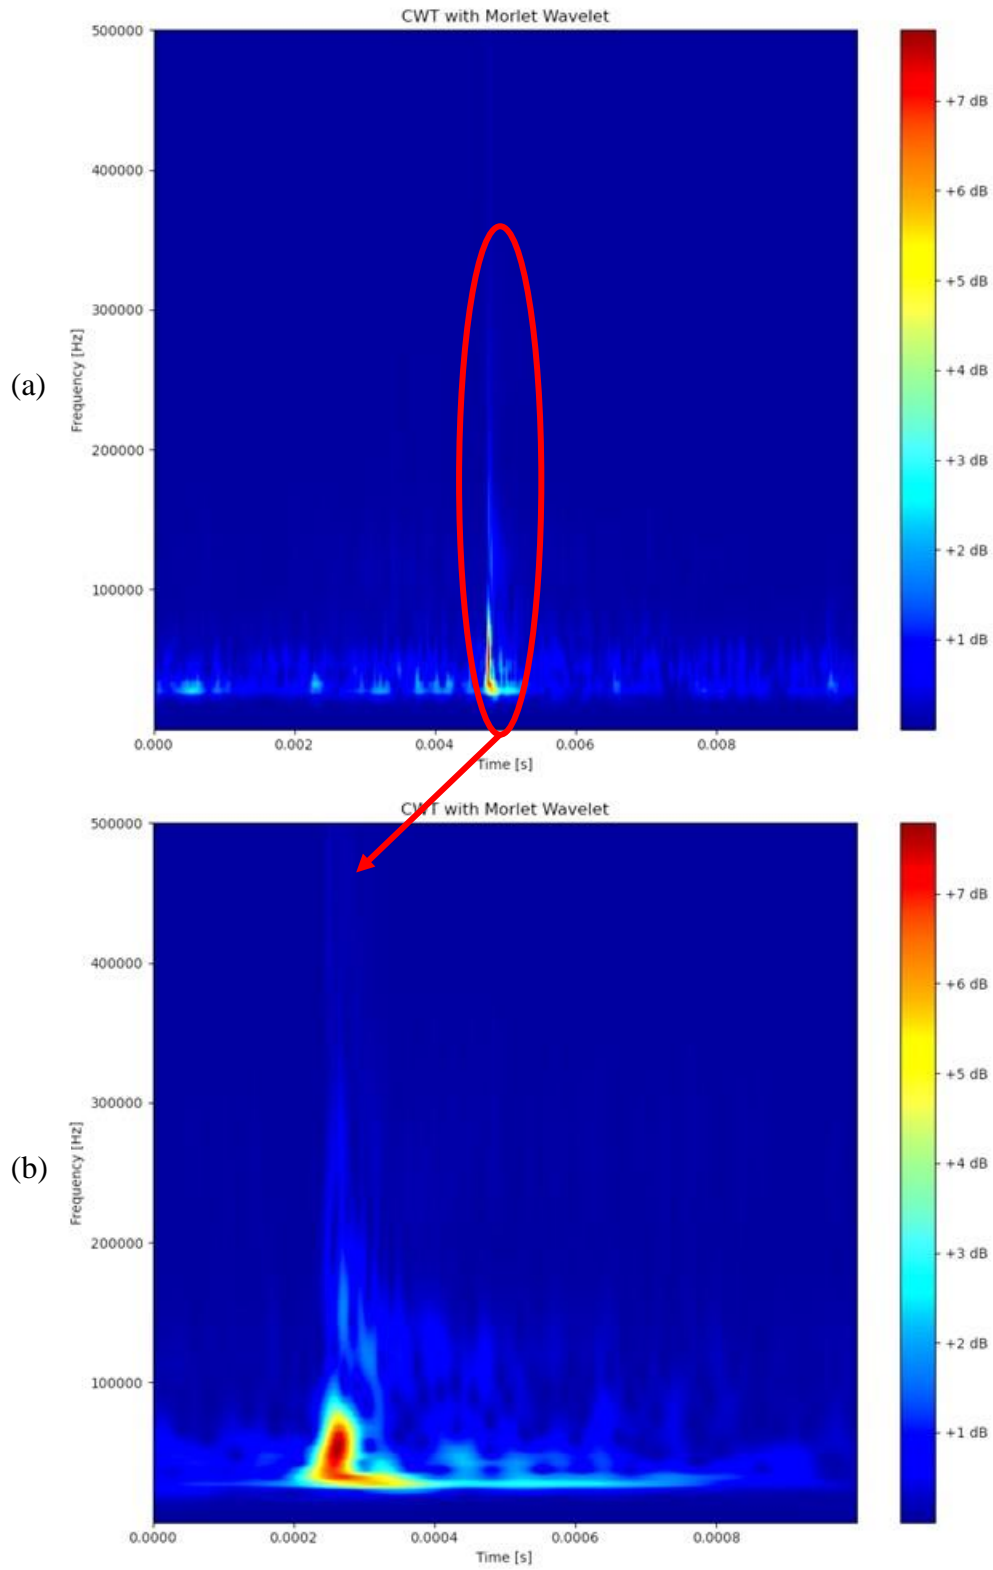 CWT with Morlet Wavelet
500000
400000
300000
200000
100000
Frequency [Hz]
(a)
0.000 0.002 0.004 0.006 0.008
Time [s]
+7 dB
+6 dB
+5 dB
+4 dB
+3 dB
+2 dB
+1 dB
CWT with Morlet Wavelet
500000
400000
300000
200000
100000
Frequency [Hz]
(b)
0.0000 0.0002 0.0004 0.0006 0.0008
Time [s]
+7 dB
+6 dB
+5 dB
+4 dB
+3 dB
+2 dB
+1 dB